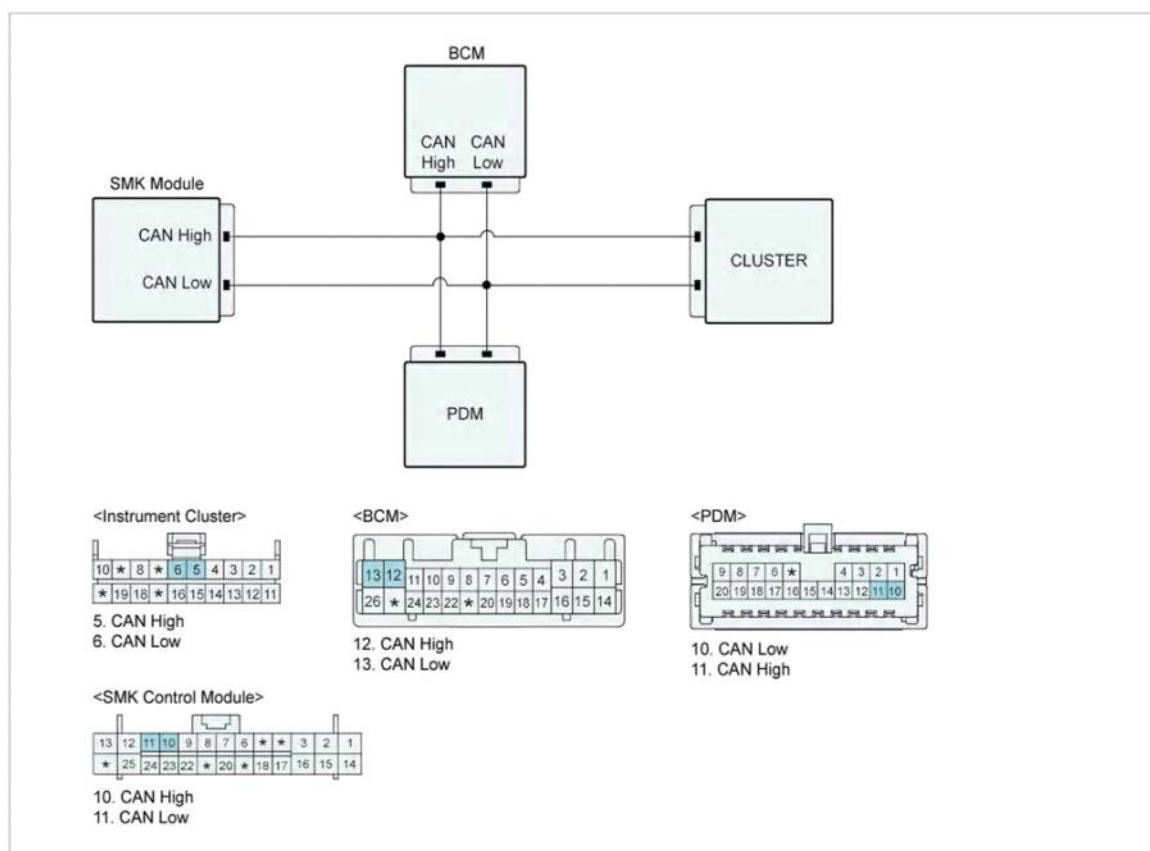 BCM
CAN High
CAN Low
SMK Module
CAN High
CAN Low
CLUSTER
PDM
<Instrument Cluster>
10 * 8 * 6 5 4 3 2 1
* 19 18 * 16 15 14 13 12 11
5. CAN High
6. CAN Low
<BCM>
13 12 11 10 9 8 7 6 5 4 3 2 1
26 * 24 23 22 * 20 19 18 17 16 15 14
12. CAN High
13. CAN Low
<PDM>
9 8 7 6 * 4 3 2 1
20 19 18 17 16 15 14 13 12 11 10
10. CAN Low
11. CAN High
<SMK Control Module>
13 12 11 10 9 8 7 6 * * 3 2 1
* 25 24 23 22 * 20 * 18 17 16 15 14
10. CAN High
11. CAN Low